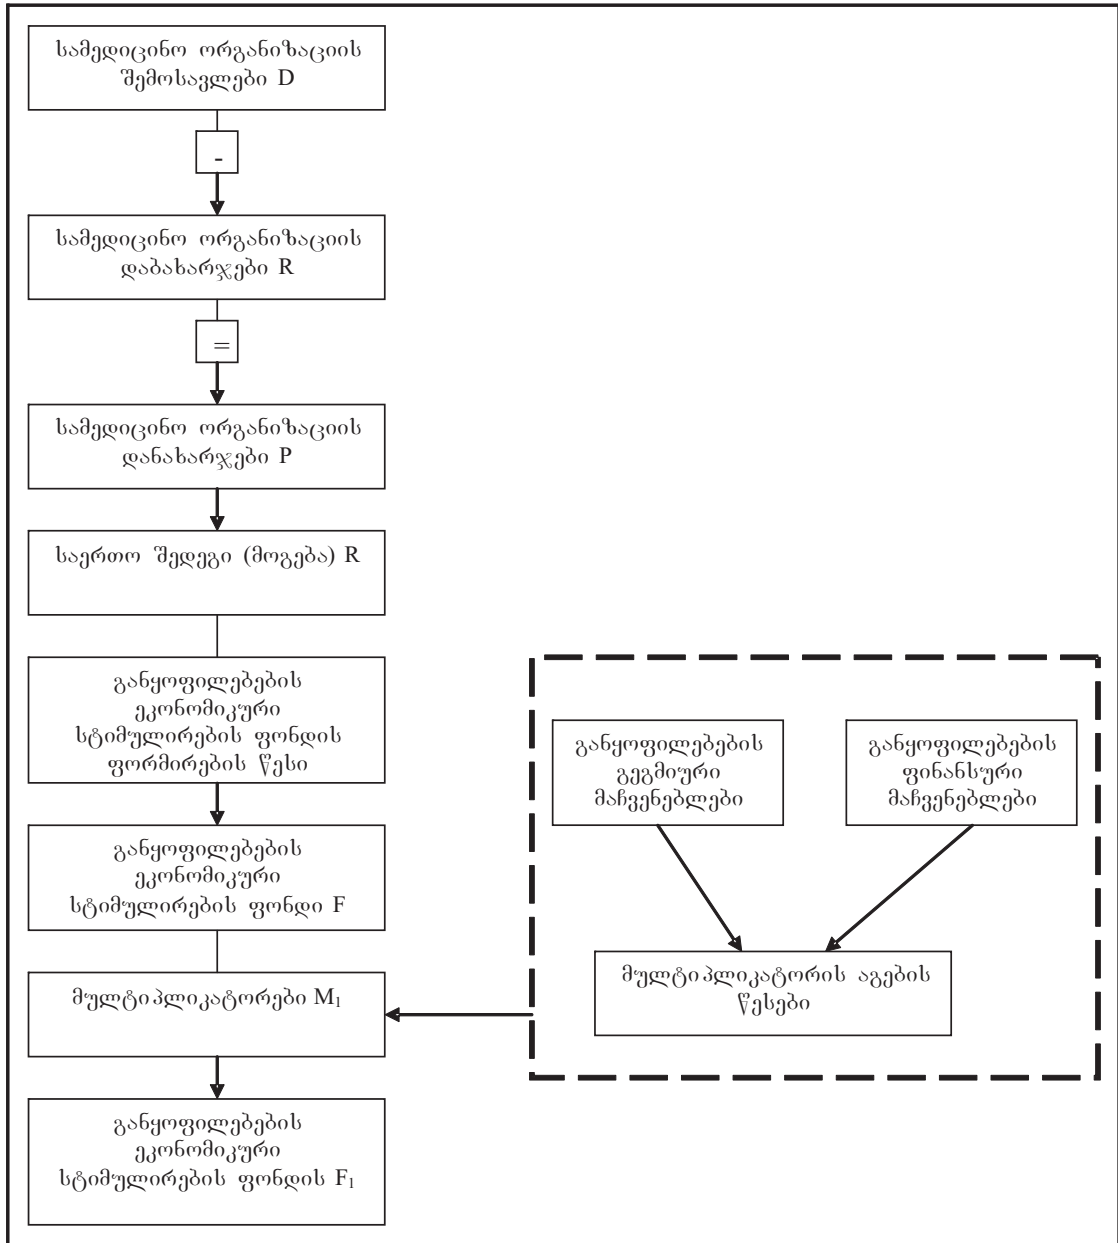 სამედიცინო ორგანიზაციის
შემოსავლები D
-
სამედიცინო ორგანიზაციის
დაბახარჯები R
=
სამედიცინო ორგანიზაციის
დანახარჯები P
საერთო შედეგი (მოგება) R
განყოფილებების
ეკონომიკური
სტიმულირების ფონდის
ფორმირების წესი
განყოფილებების
ეკონომიკური
სტიმულირების ფონდი F
მულტიპლიკატორები M₁
განყოფილებების
ეკონომიკური
სტიმულირების ფონდის F₁
განყოფილებების
გეგმიური
მაჩვენებლები
განყოფილებების
ფინანსური
მაჩვენებლები
მულტიპლიკატორის აგების
წესები